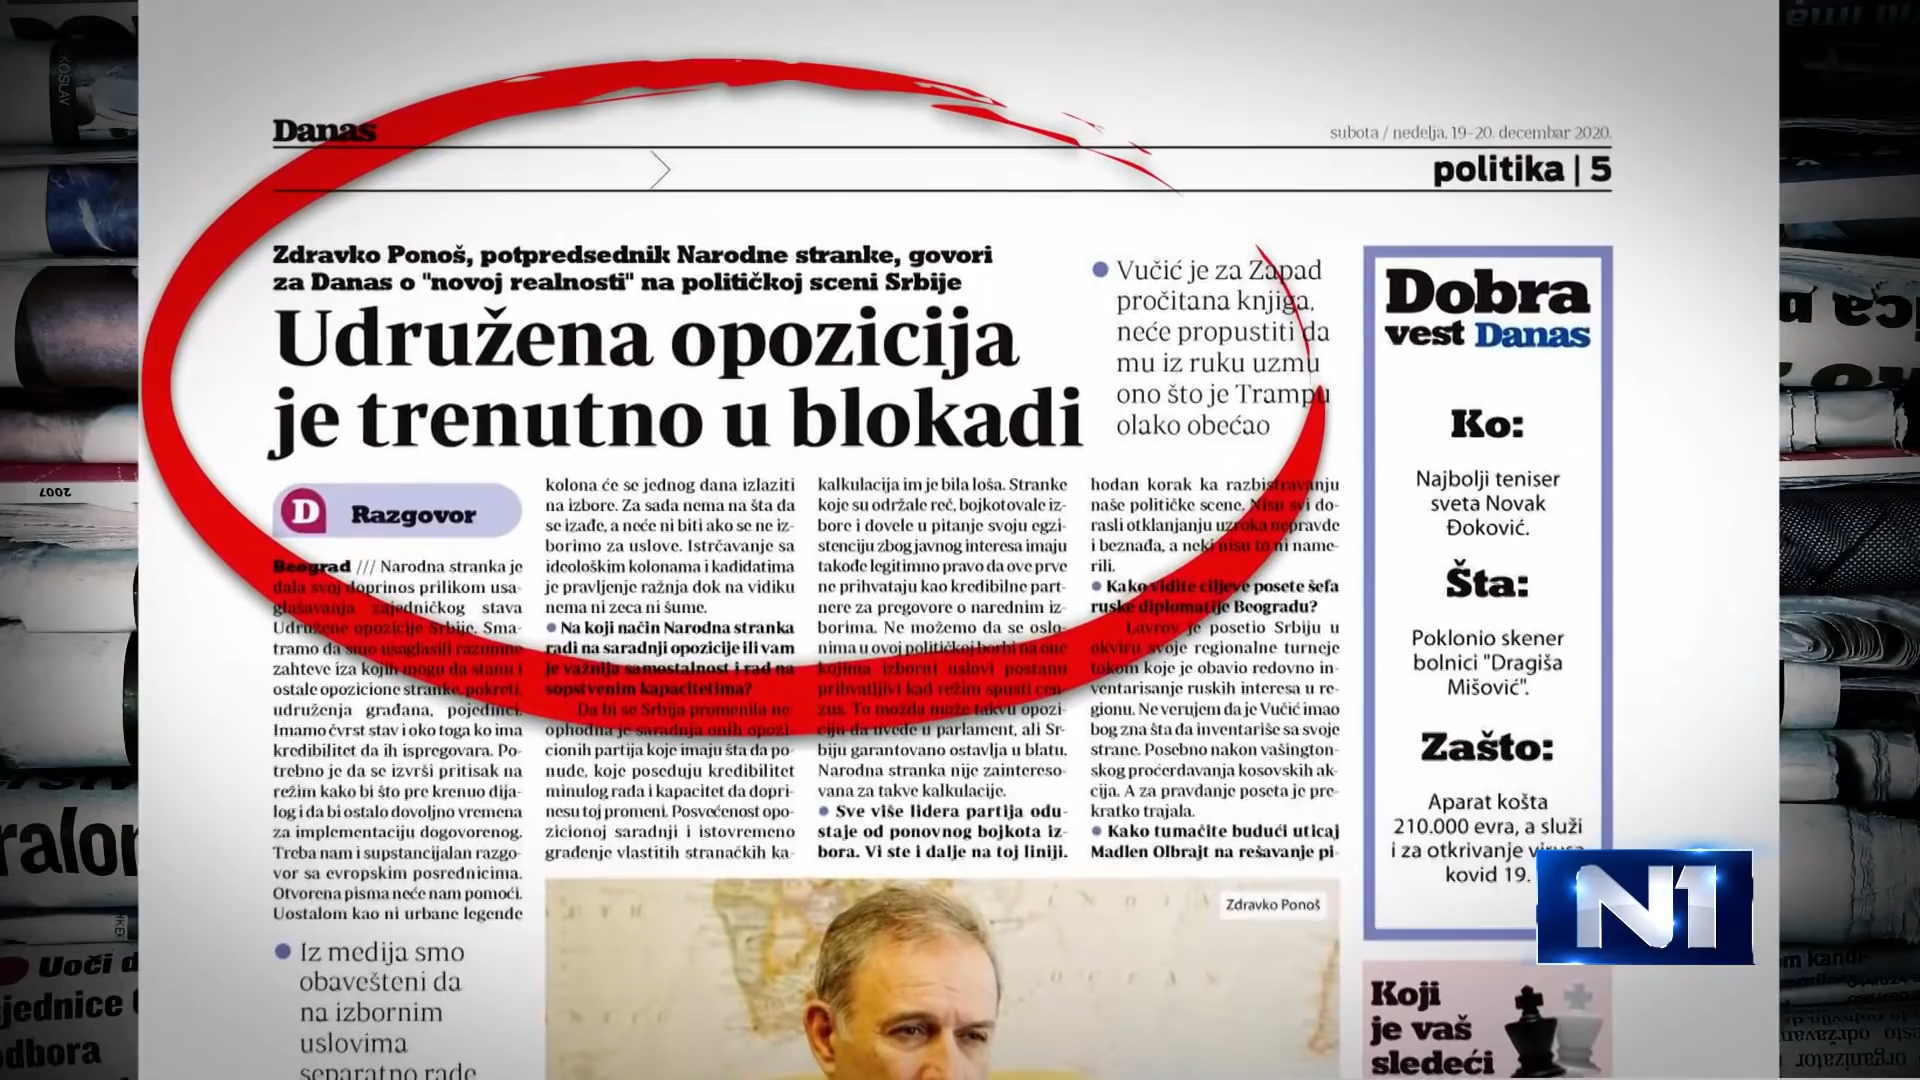 Danas
subota / nedelja, 19–20. decembar 2020.
politika | 5
Zdravko Ponoš, potpredsednik Narodne stranke, govori
za Danas o "novoj realnosti" na političkoj sceni Srbije
Udružena opozicija
je trenutno u blokadi
Vučić je za Zapad
pročitana knjiga,
neće propustiti da
mu iz ruku uzmu
ono što je Trampu
olako obećao
D Razgovor
Beograd /// Narodna stranka je
dala svoj doprinos prilikom usa-
glašavanja zajedničkog stava
Udružene opozicije Srbije. Sma-
tramo da smo usaglasili razumne
zahteve iza kojih mogu da stanu i
ostale opozicione stranke, pokreti,
udruženja građana, pojedinci.
Imamo čvrst stav i oko toga ko ima
kredibilitet da ih ispregovara. Po-
trebno je da se izvrši pritisak na
režim kako bi što pre krenuo dija-
log i da bi ostalo dovoljno vremena
za implementaciju dogovorenog.
Treba nam i supstancijalan razgo-
vor sa evropskim posrednicima.
Otvorena pisma neće nam pomoći.
Uostalom kao ni urbane legende
Iz medija smo
obavešteni da
na izbornim
uslovima
separatno rade
kolona će se jednog dana izlaziti
na izbore. Za sada nema na šta da
se izađe, a neće ni biti ako se ne iz-
borimo za uslove. Istrčavanje sa
ideološkim kolonama i kadidatima
je pravljenje ražnja dok na vidiku
nema ni zeca ni šume.
Na koji način Narodna stranka
radi na saradnji opozicije ili vam
je važnija samostalnost i rad na
sopstvenim kapacitetima?
Da bi se Srbija promenila ne-
ophodna je saradnja onih opozi-
cionih partija koje imaju šta da po-
nude, koje poseduju kredibilitet
minulog rada i kapacitet da dopri-
nesu toj promeni. Posvećenost opo-
zicionoj saradnji i istovremeno
građenje vlastitih stranačkih ka-
kalkulacija im je bila loša. Stranke
koje su održale reč, bojkotovale iz-
bore i dovele u pitanje svoju egzi-
stenciju zbog javnog interesa imaju
takođe legitimno pravo da ove prve
ne prihvataju kao kredibilne part-
nere za pregovore o narednim iz-
borima. Ne možemo da se oslo-
nima u ovoj političkoj borbi na one
kojima izborni uslovi postanu
prihvatljivi kad režim spusti cen-
zus. To možda može takvu opozi-
ciju da uvede u parlament, ali Sr-
biju garantovano ostavlja u blatu.
Narodna stranka nije zaintereso-
vana za takve kalkulacije.
Sve više lidera partija odu-
staje od ponovnog bojkota iz-
bora. Vi ste i dalje na toj liniji.
hodan korak ka razbistravanju
naše političke scene. Nisu svi do-
rasli otklanjanju uzroka nepravde
i beznađa, a neki nisu to ni name-
rili.
Kako vidite ciljeve posete šefa
ruske diplomatije Beogradu?
Lavrov je posetio Srbiju u
okviru svoje regionalne turneje
tokom koje je obavio redovno in-
ventarisanje ruskih interesa u re-
gionu. Ne verujem da je Vučić imao
bog zna šta da inventariše sa svoje
strane. Posebno nakon vašington-
skog proćerdavanja kosovskih ak-
cija. A za pravdanje poseta je pre-
kratko trajala.
Kako tumačite budući uticaj
Madlen Olbrajt na rešavanje pi-
Zdravko Ponoš
Dobra
vest Danas
Ko:
Najbolji teniser
sveta Novak
Đoković.
Šta:
Poklonio skener
bolnici "Dragiša
Mišović".
Zašto:
Aparat košta
210.000 evra, a služi
i za otkrivanje virusa
kovid 19.
N1
Koji
je vaš
sledeći
2007
Uoči